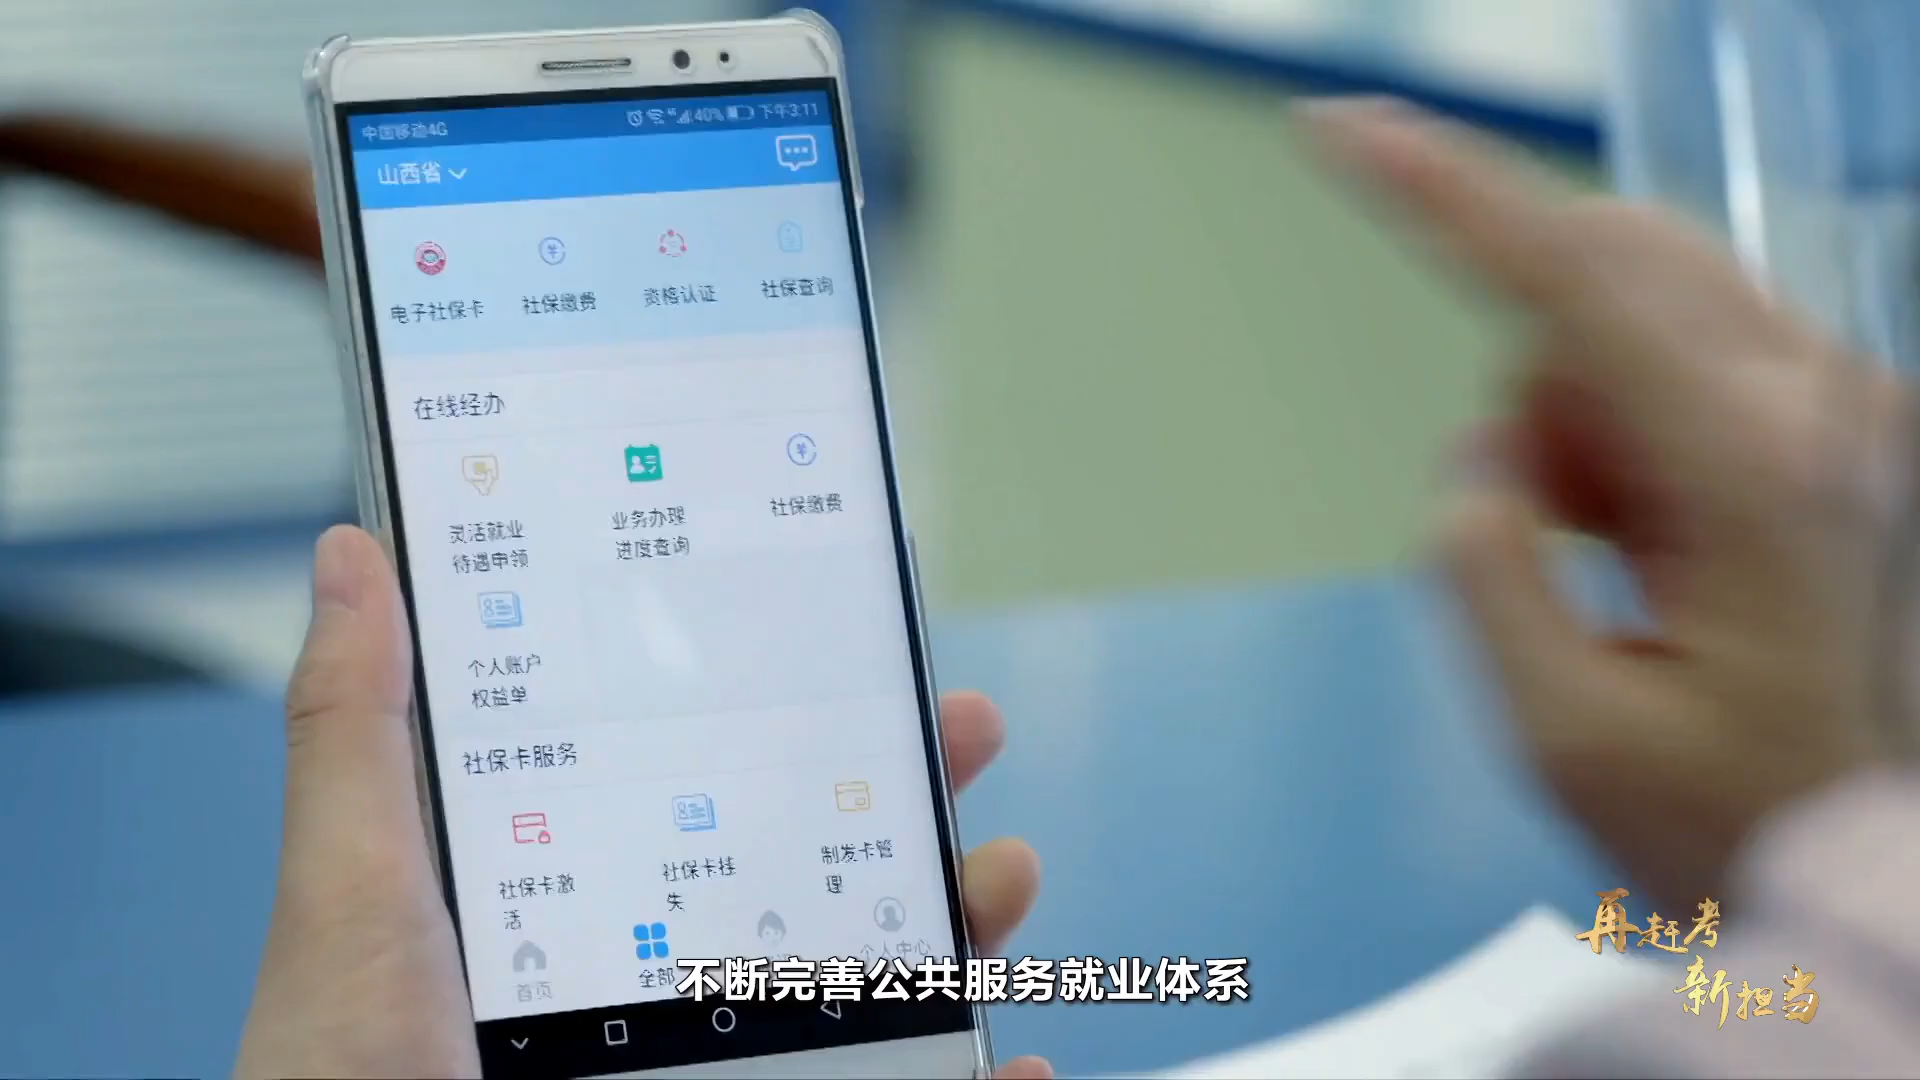 中国移动4G
40% 下午3:11
山西省
电子社保卡
社保缴费
资格认证
社保查询
在线经办
灵活就业
待遇申领
业务办理
进度查询
社保缴费
个人账户
权益单
社保卡服务
社保卡激
活
社保卡挂
失
制发卡管
理
首页
全部
个人中心
不断完善公共服务就业体系
再赶考
新担当